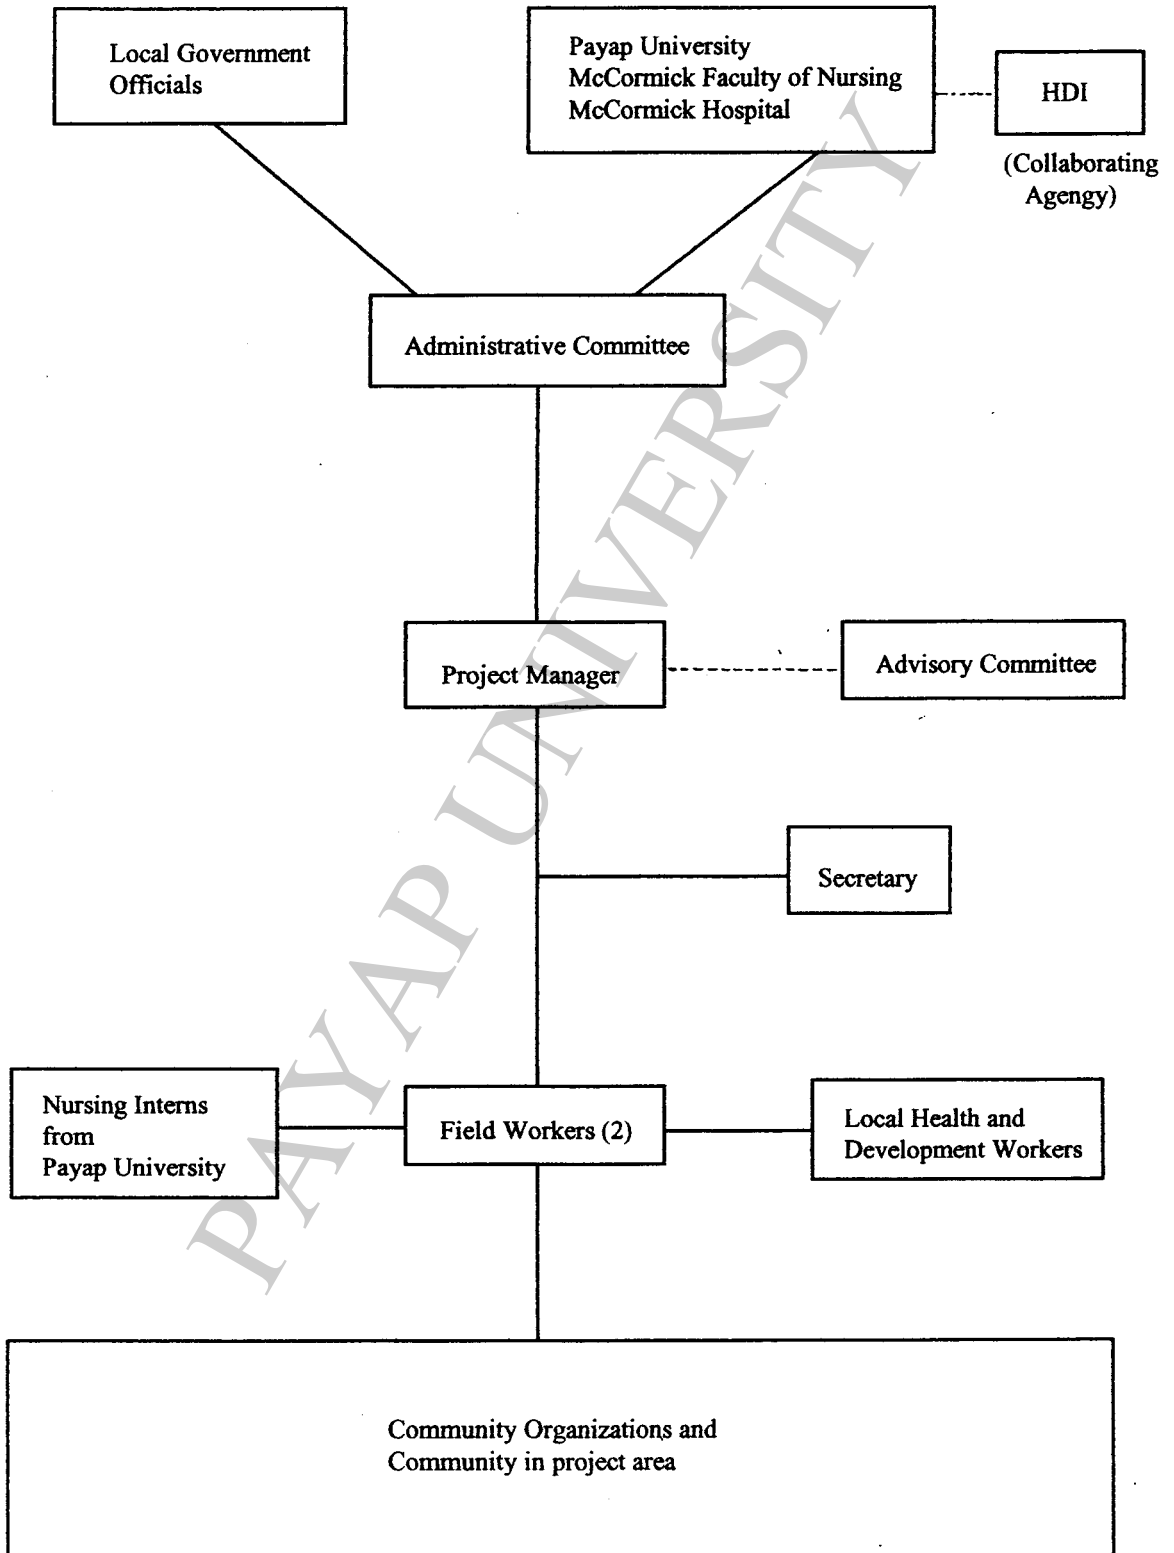 Local Government
Officials
Payap University
McCormick Faculty of Nursing
McCormick Hospital
HDI
(Collaborating
Agengy)
Administrative Committee
Project Manager
Advisory Committee
Secretary
Nursing Interns
from
Payap University
Field Workers (2)
Local Health and
Development Workers
Community Organizations and
Community in project area
PAYAP UNIVERSITY